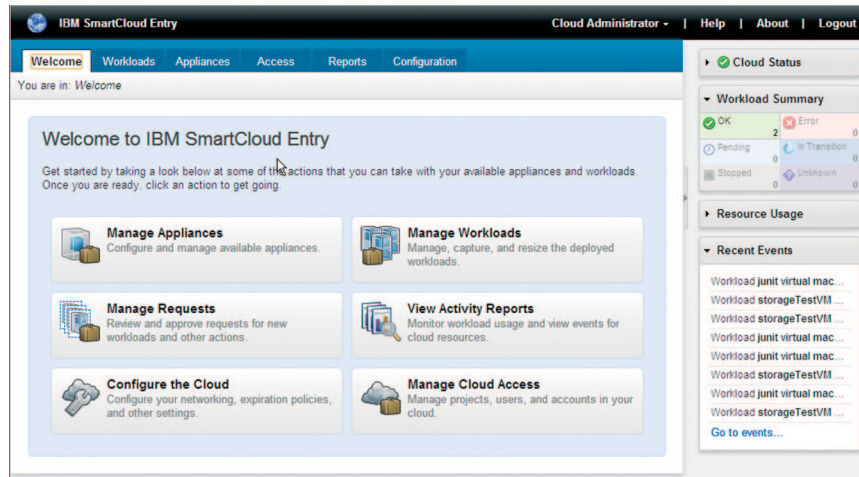 IBM SmartCloud Entry
Cloud Administrator | Help | About | Logout
Welcome Workloads Appliances Access Reports Configuration
You are in: Welcome
Welcome to IBM SmartCloud Entry
Get started by taking a look below at some of the actions that you can take with your available appliances and workloads.
Once you are ready, click an action to get going.
Manage Appliances
Configure and manage available appliances.
Manage Workloads
Manage, capture, and resize the deployed
workloads.
Manage Requests
Review and approve requests for new
workloads and other actions.
View Activity Reports
Monitor workload usage and view events for
cloud resources.
Configure the Cloud
Configure your networking, expiration policies,
and other settings.
Manage Cloud Access
Manage projects, users, and accounts in your
cloud.
Cloud Status
Workload Summary
OK 2 Error 0
Pending 0 In Transition 0
Stopped 0 Unknown 0
Resource Usage
Recent Events
Workload junit virtual mac...
Workload storageTestVM ...
Workload storageTestVM ...
Workload junit virtual mac...
Workload storageTestVM ...
Workload junit virtual mac...
Workload storageTestVM ...
Go to events...